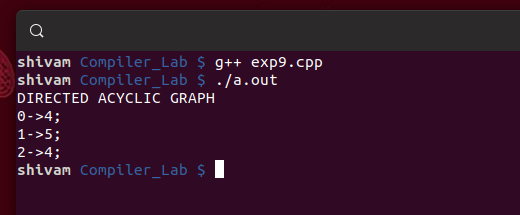 shivam Compiler_Lab $ g++ exp9.cpp
shivam Compiler_Lab $ ./a.out
DIRECTED ACYCLIC GRAPH
0->4;
1->5;
2->4;
shivam Compiler_Lab $